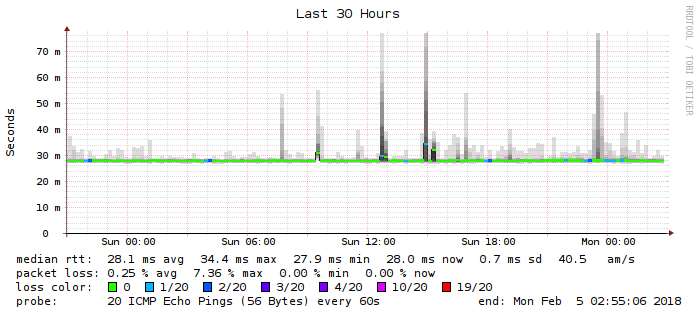 Last 30 Hours
RRDTOOL / TOBI OETIKER
Seconds
70 m
60 m
50 m
40 m
30 m
20 m
10 m
0
Sun 00:00 Sun 06:00 Sun 12:00 Sun 18:00 Mon 00:00
median rtt: 28.1 ms avg 34.4 ms max 27.9 ms min 28.0 ms now 0.7 ms sd 40.5 am/s
packet loss: 0.25 % avg 7.36 % max 0.00 % min 0.00 % now
loss color: 0 1/20 2/20 3/20 4/20 10/20 19/20
probe: 20 ICMP Echo Pings (56 Bytes) every 60s end: Mon Feb 5 02:55:06 2018